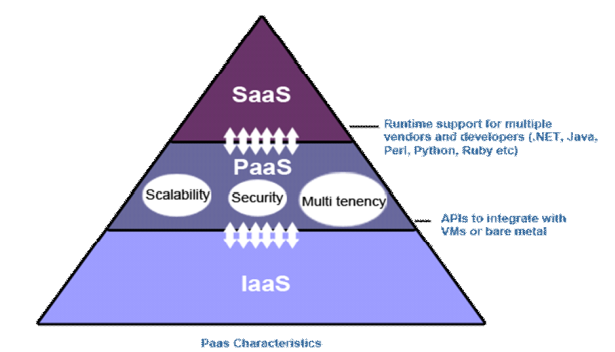 SaaS
Runtime support for multiple
vendors and developers (.NET, Java,
Perl, Python, Ruby etc)
PaaS
Scalability
Security
Multi tenency
APIs to integrate with
VMs or bare metal
IaaS
Paas Characteristics